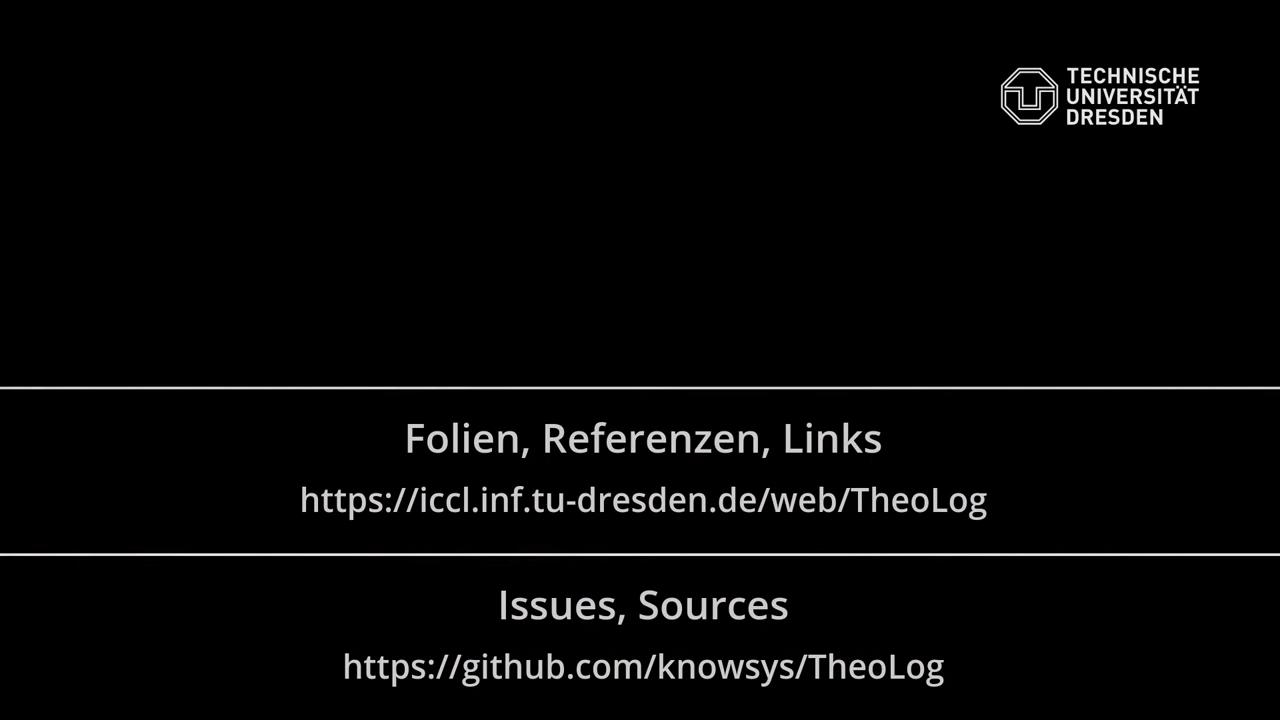 TECHNISCHE
UNIVERSITÄT
DRESDEN
Folien, Referenzen, Links
https://iccl.inf.tu-dresden.de/web/TheoLog
Issues, Sources
https://github.com/knowsys/TheoLog